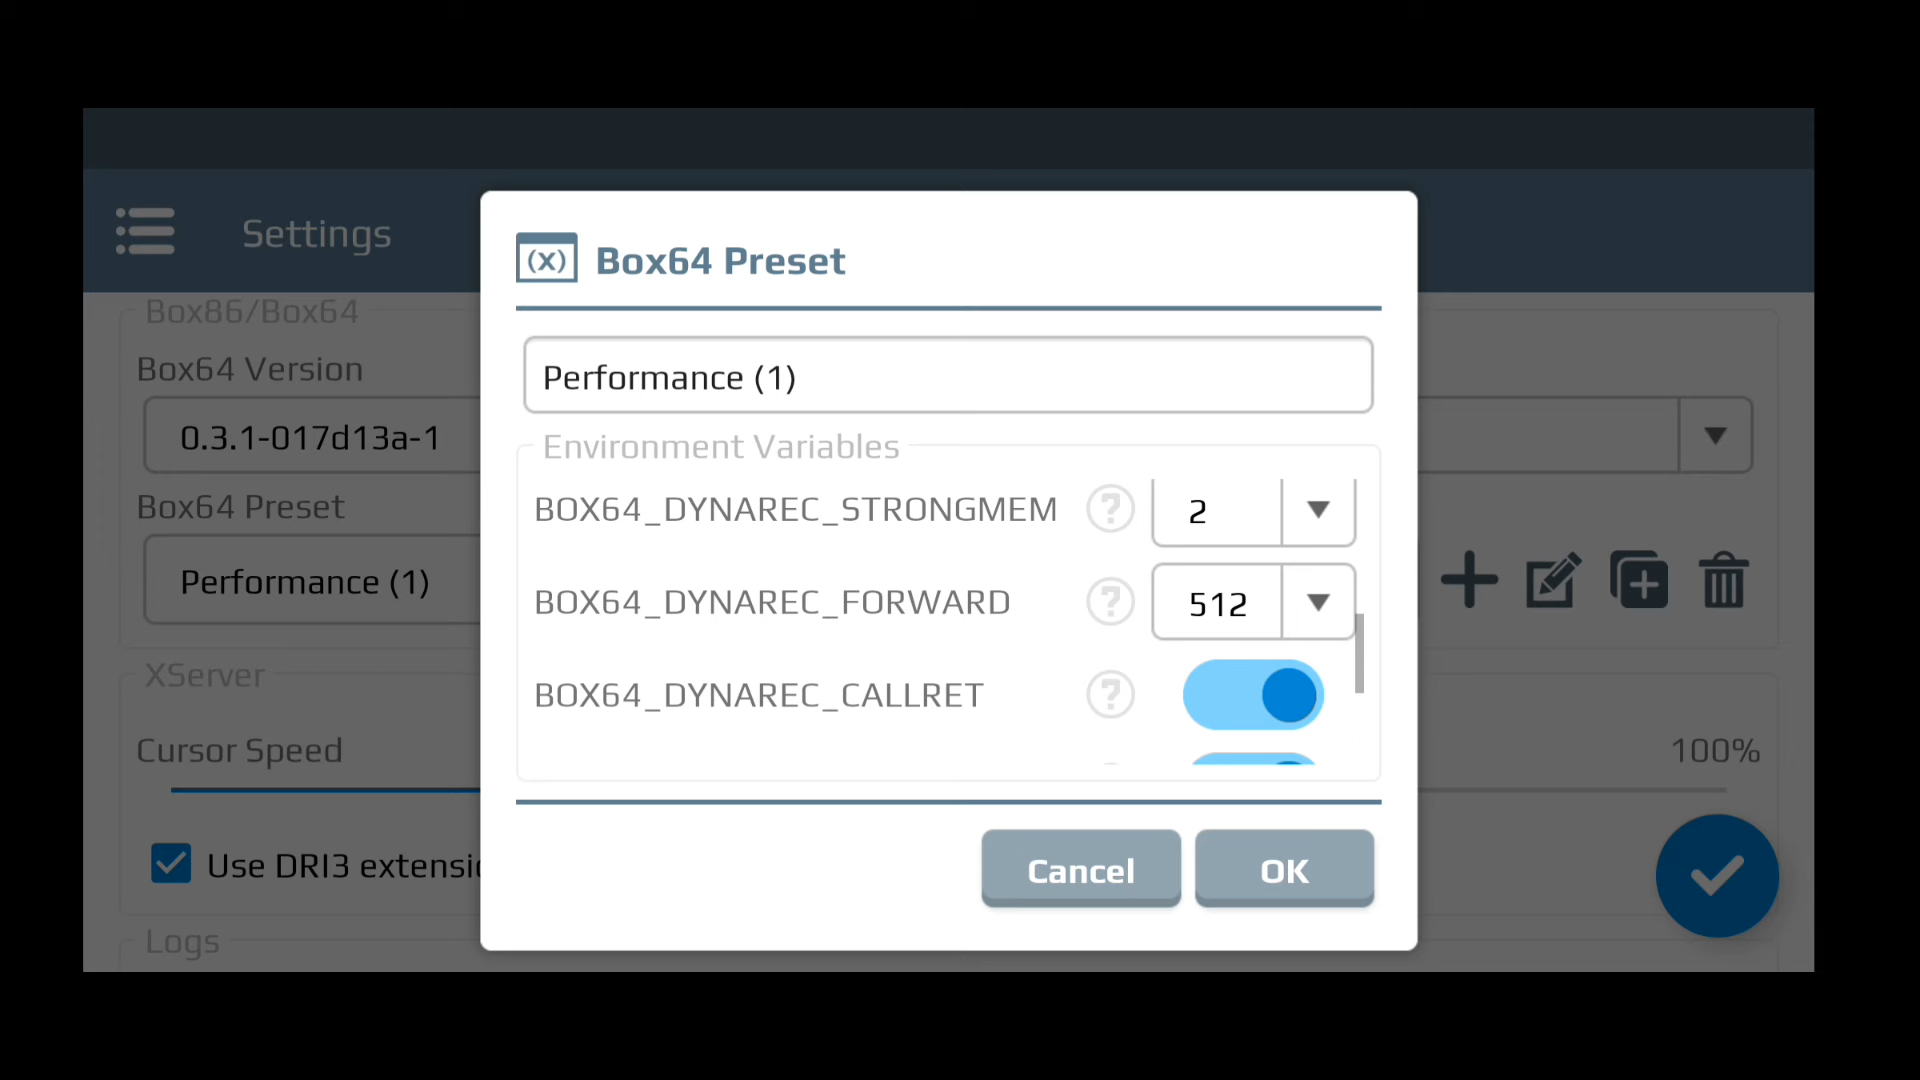 Settings
Box86/Box64
Box64 Version
0.3.1-017d13a-1
Box64 Preset
Performance (1)
XServer
Cursor Speed
100%
Use DRI3 extensi
Logs
(x) Box64 Preset
Performance (1)
Environment Variables
BOX64_DYNAREC_STRONGMEM ? 2
BOX64_DYNAREC_FORWARD ? 512
BOX64_DYNAREC_CALLRET ?
Cancel OK